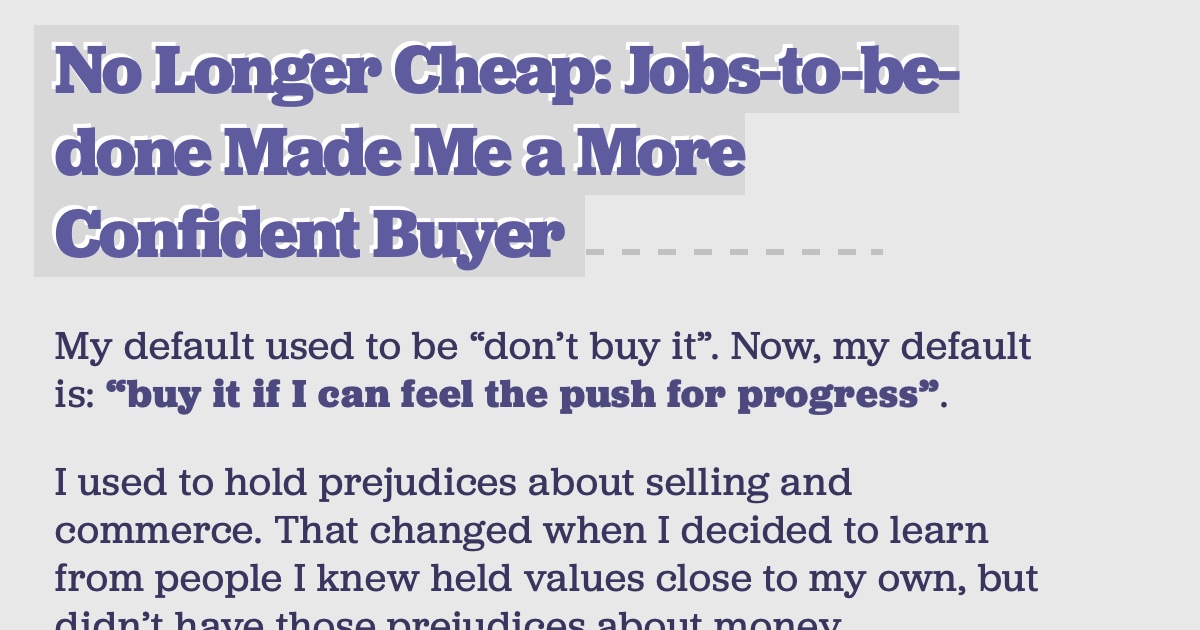 No Longer Cheap: Jobs-to-be-
done Made Me a More
Confident Buyer
My default used to be “don’t buy it”. Now, my default
is: “buy it if I can feel the push for progress”.
I used to hold prejudices about selling and
commerce. That changed when I decided to learn
from people I knew held values close to my own, but
didn’t have those prejudices about money.